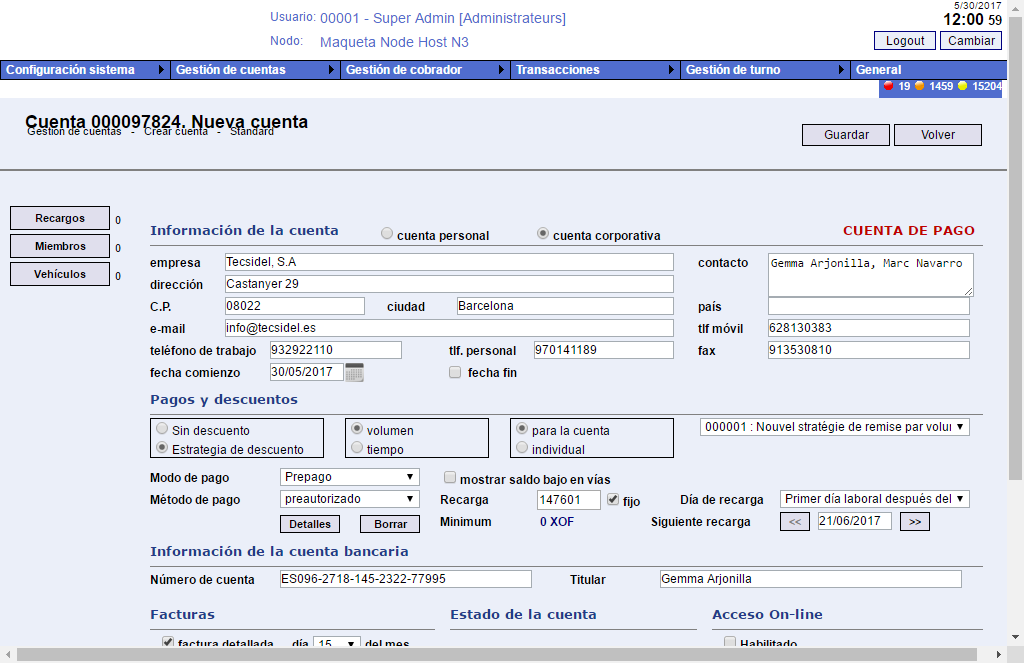 5/30/2017
Usuario: 00001 - Super Admin [Administrateurs]
12:00 59
Nodo: Maqueta Node Host N3
Logout Cambiar
Configuración sistema Gestión de cuentas Gestión de cobrador Transacciones Gestión de turno General
19 1459 15204
Cuenta 000097824. Nueva cuenta
Gestión de cuentas - Crear cuenta - Standard
Guardar Volver
Recargos 0
Miembros 0
Vehículos 0
Información de la cuenta cuenta personal cuenta corporativa CUENTA DE PAGO
empresa Tecsidel, S.A contacto Gemma Arjonilla, Marc Navarro
dirección Castanyer 29
C.P. 08022 ciudad Barcelona país
e-mail info@tecsidel.es tlf móvil 628130383
teléfono de trabajo 932922110 tlf. personal 970141189 fax 913530810
fecha comienzo 30/05/2017 fecha fin
Pagos y descuentos
Sin descuento volumen para la cuenta 000001 : Nouvel stratégie de remise par volu
Estrategia de descuento tiempo individual
Modo de pago Prepago mostrar saldo bajo en vías
Método de pago preautorizado Recarga 147601 fijo Día de recarga Primer día laboral después del
Detalles Borrar Minimum 0 XOF Siguiente recarga << 21/06/2017 >>
Información de la cuenta bancaria
Número de cuenta ES096-2718-145-2322-77995 Titular Gemma Arjonilla
Facturas Estado de la cuenta Acceso On-line
factura detallada día 15 del mes Habilitado